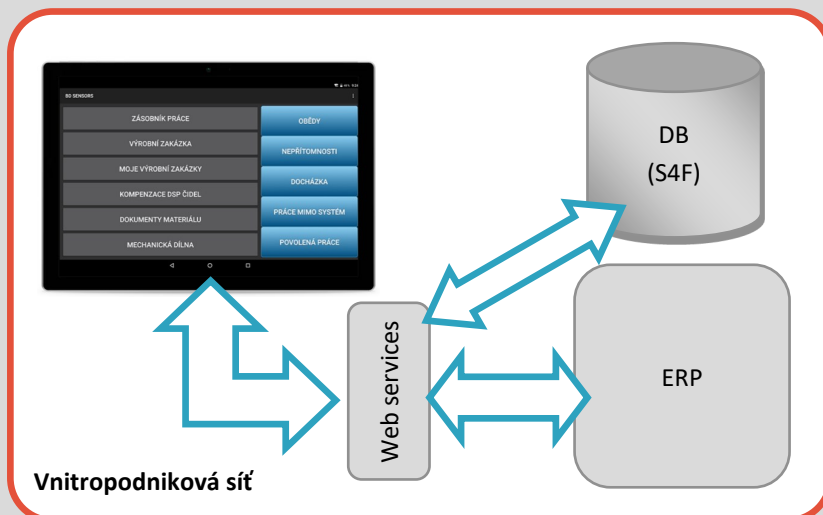 BD SENSORS
ZÁSOBNÍK PRÁCE
VÝROBNÍ ZAKÁZKA
MOJE VÝROBNÍ ZAKÁZKY
KOMPENZACE DSP ČIDEL
DOKUMENTY MATERIÁLU
MECHANICKÁ DÍLNA
OBĚDY
NEPŘÍTOMNOSTI
DOCHÁZKA
PRÁCE MIMO SYSTÉM
POVOLENÁ PRÁCE
DB
(S4F)
Web services
ERP
Vnitropodniková síť